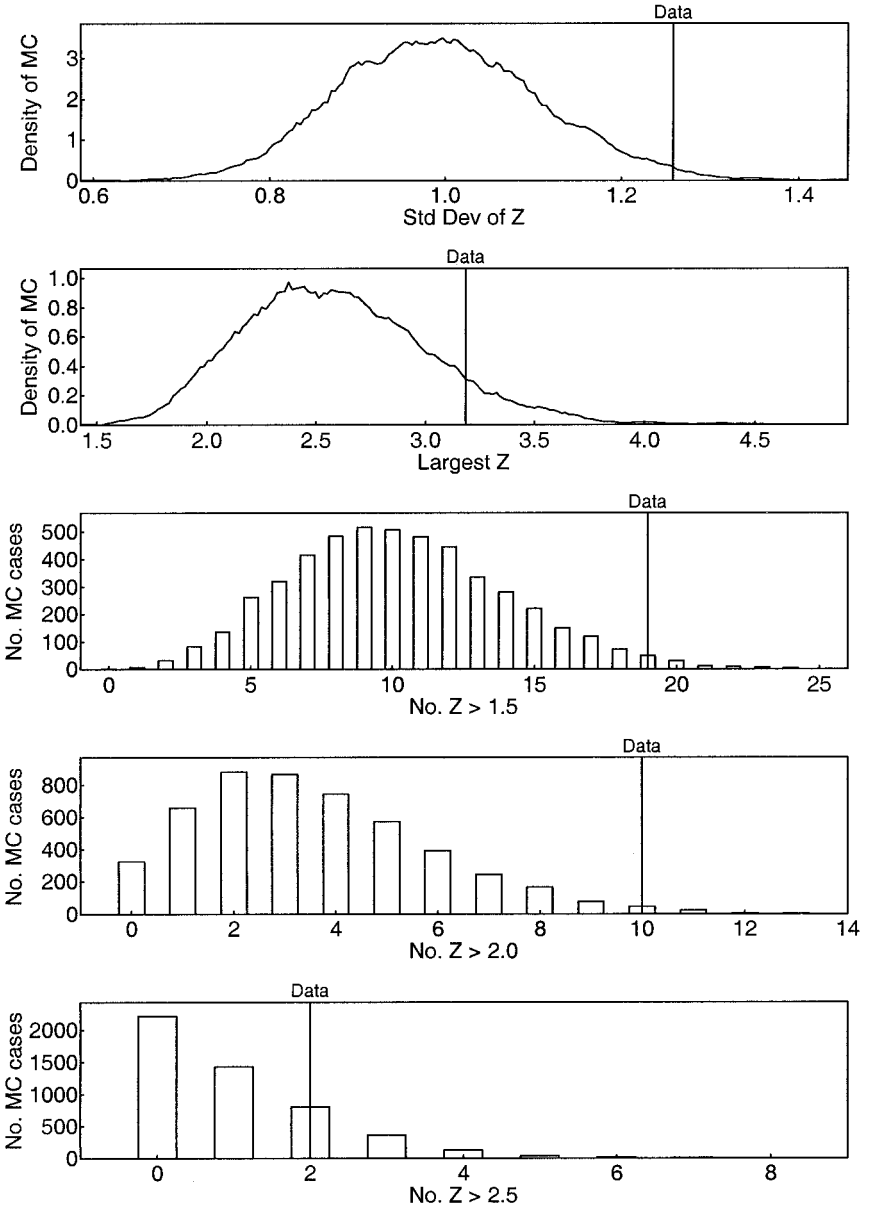 Data
Density of MC
3
2
1
0
0.6 0.8 1.0 1.2 1.4
Std Dev of Z
Data
Density of MC
1.0
0.8
0.6
0.4
0.2
0.0
1.5 2.0 2.5 3.0 3.5 4.0 4.5
Largest Z
Data
No. MC cases
500
400
300
200
100
0
0 5 10 15 20 25
No. Z > 1.5
Data
No. MC cases
800
600
400
200
0
0 2 4 6 8 10 12 14
No. Z > 2.0
Data
No. MC cases
2000
1500
1000
500
0
0 2 4 6 8
No. Z > 2.5